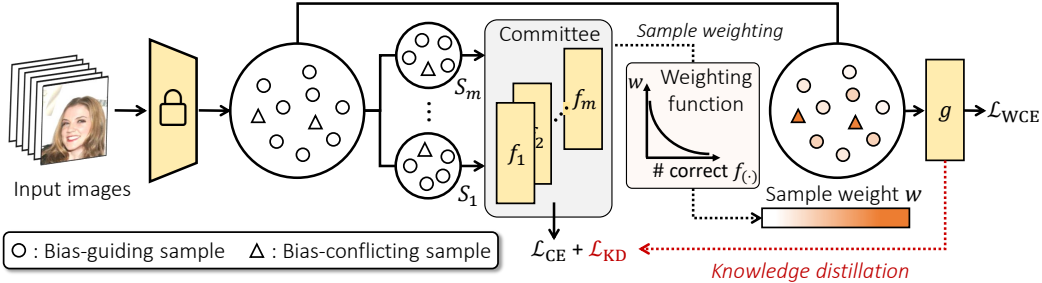 Committee
Sample weighting
w
Weighting
function
# correct f(·)
S_m
S_1
f_m
2
f_1
g
ℒ_WCE
Input images
Sample weight w
ℒ_CE + ℒ_KD
Knowledge distillation
: Bias-guiding sample
: Bias-conflicting sample